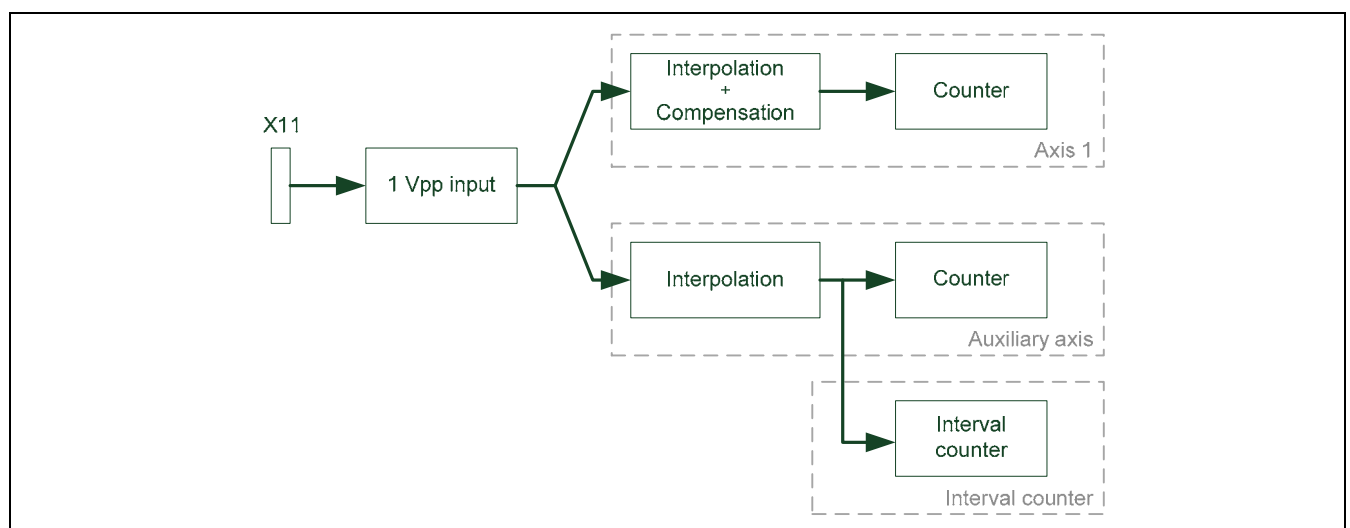 X11
1 Vpp input
Interpolation
+
Compensation
Counter
Axis 1
Interpolation
Counter
Auxiliary axis
Interval
counter
Interval counter